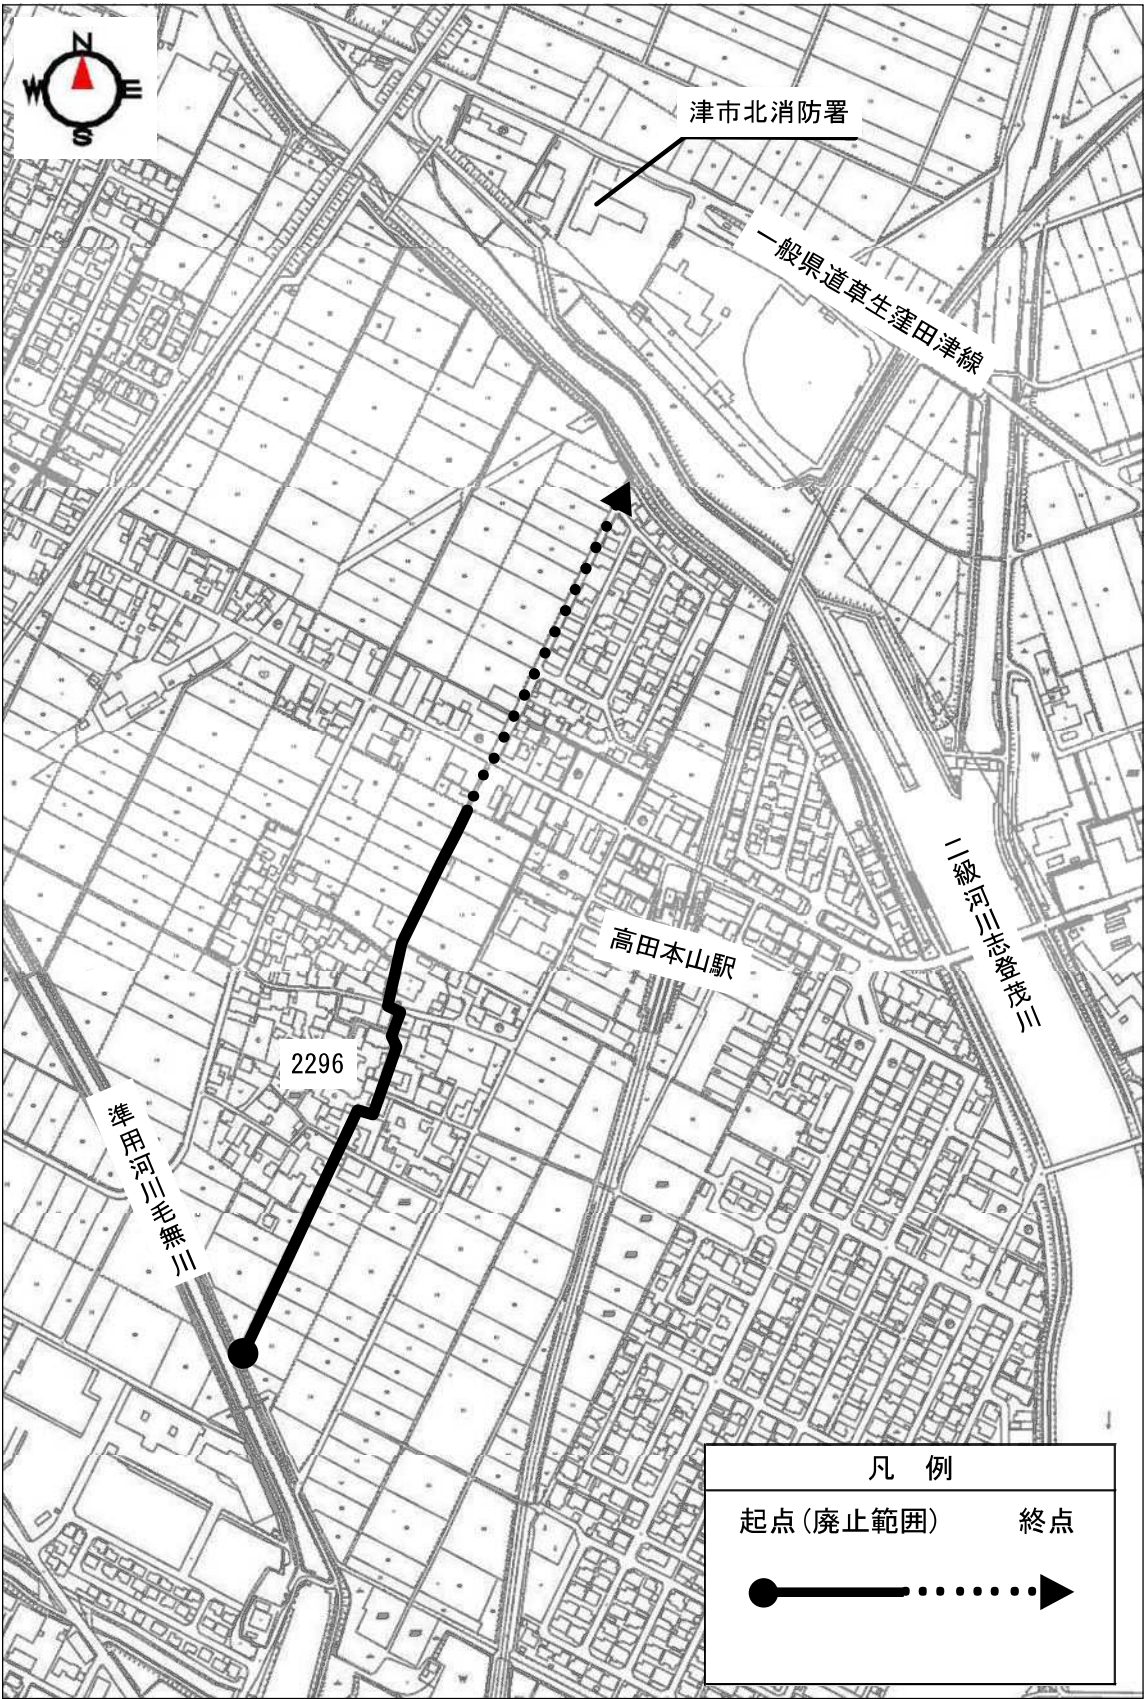 N
W
E
S
津市北消防署
一般県道草生窪田津線
高田本山駅
二級河川志登茂川
2296
準用河川毛無川
凡　例
起点(廃止範囲)　終点